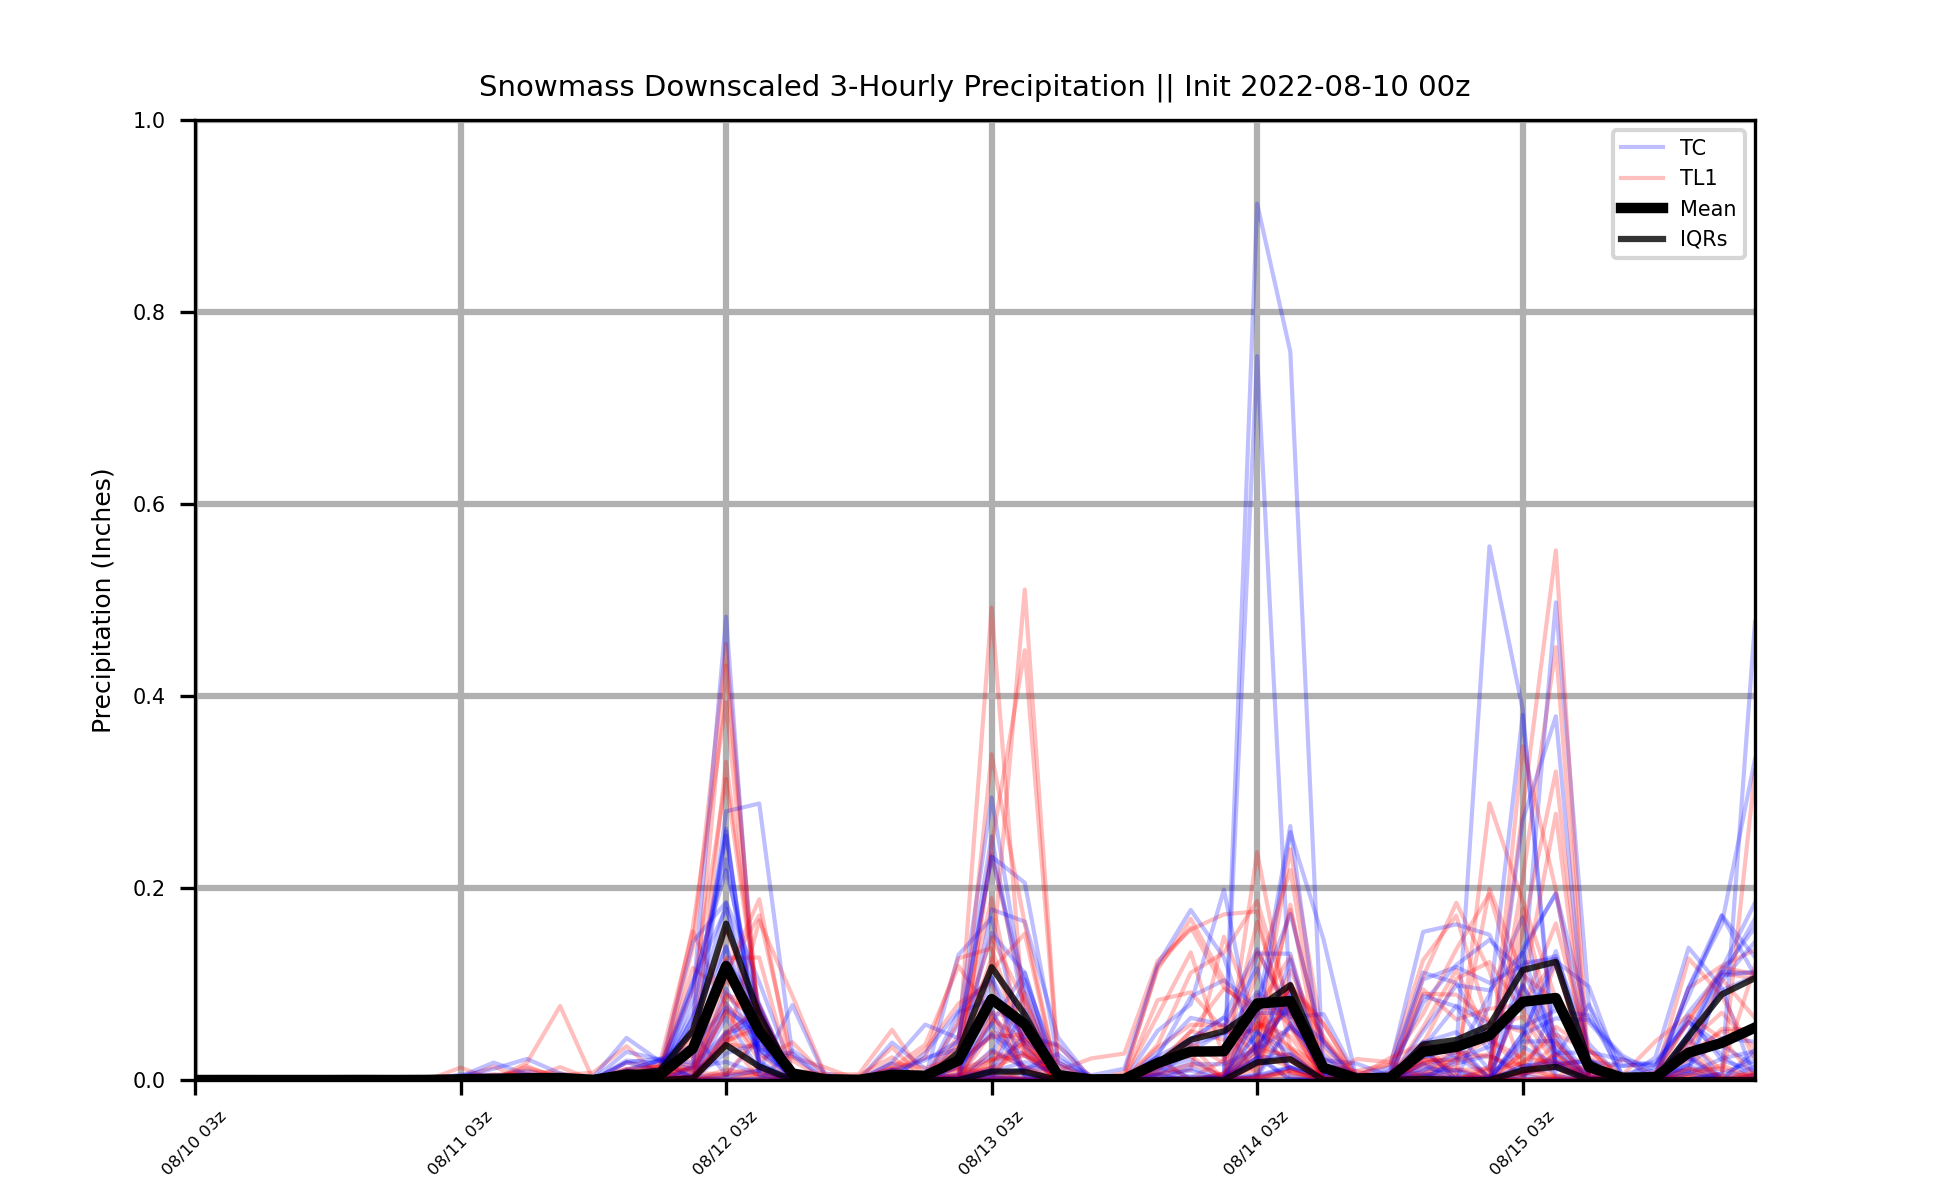 Snowmass Downscaled 3-Hourly Precipitation || Init 2022-08-10 00z
1.0
0.8
0.6
0.4
0.2
0.0
Precipitation (Inches)
TC
TL1
Mean
IQRs
08/10 03z
08/11 03z
08/12 03z
08/13 03z
08/14 03z
08/15 03z